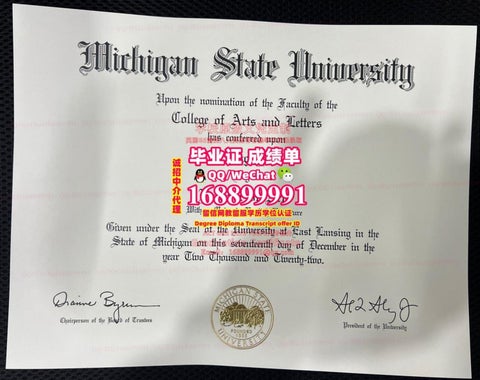 Michigan State University
Upon the nomination of the Faculty of the
College of Arts and Letters
has conferred upon
毕业证 成绩单
QQ/WeChat
168899991
诚招中介代理
留信网教留服学历学位认证
Degree Diploma Transcript offer ID
Given under the Seal of the University at East Lansing in the
State of Michigan on this seventeenth day of December in the
year Two Thousand and Twenty-two.
Chairperson of the Board of Trustees
MICHIGAN STATE UNIVERSITY
FOUNDED
1855
President of the University